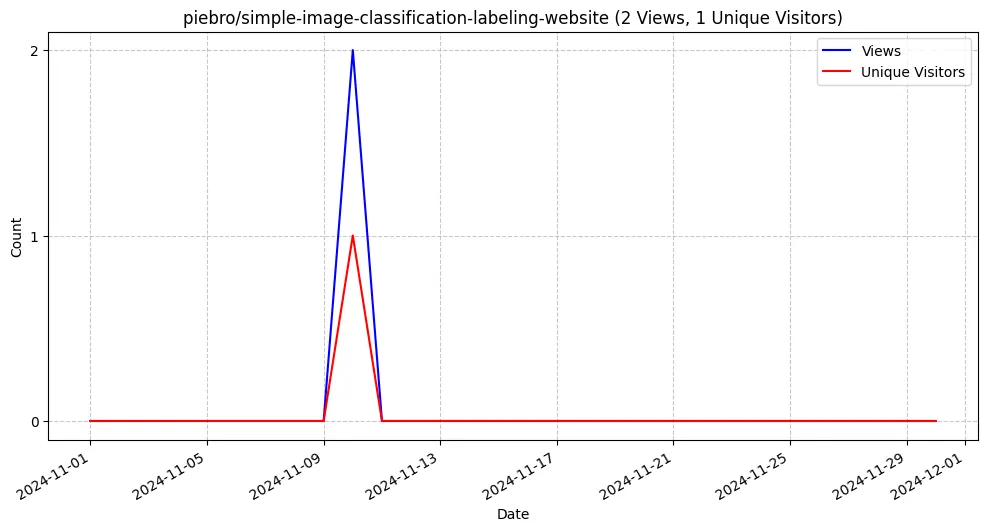 piebro/simple-image-classification-labeling-website (2 Views, 1 Unique Visitors)
Views
Unique Visitors
2
1
0
Count
2024-11-01
2024-11-05
2024-11-09
2024-11-13
2024-11-17
2024-11-21
2024-11-25
2024-11-29
2024-12-01
Date